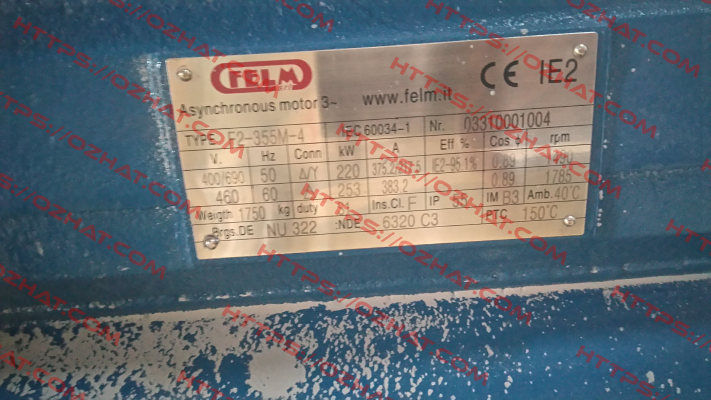 FELM
CE IE2
Asynchronous motor 3~ www.felm.it
TYPE E2-355M-4 IEC 60034-1 Nr. 03310001004
V. Hz Conn kW A Eff % Cos φ rpm
400/690 50 Δ/Y 220 IE2-95.1% 0.89
460 60 253 383.2 0.89 1785
Weigth 1750 kg duty Ins.Cl. F IP IM B3 Amb. 40°C
Brgs.DE NU 322 :NDE 6320 C3 PTC 150°C
HTTPS://OZHAT.COM